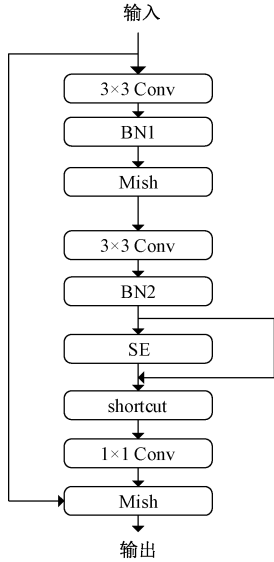 输入
3×3 Conv
BN1
Mish
3×3 Conv
BN2
SE
shortcut
1×1 Conv
Mish
输出